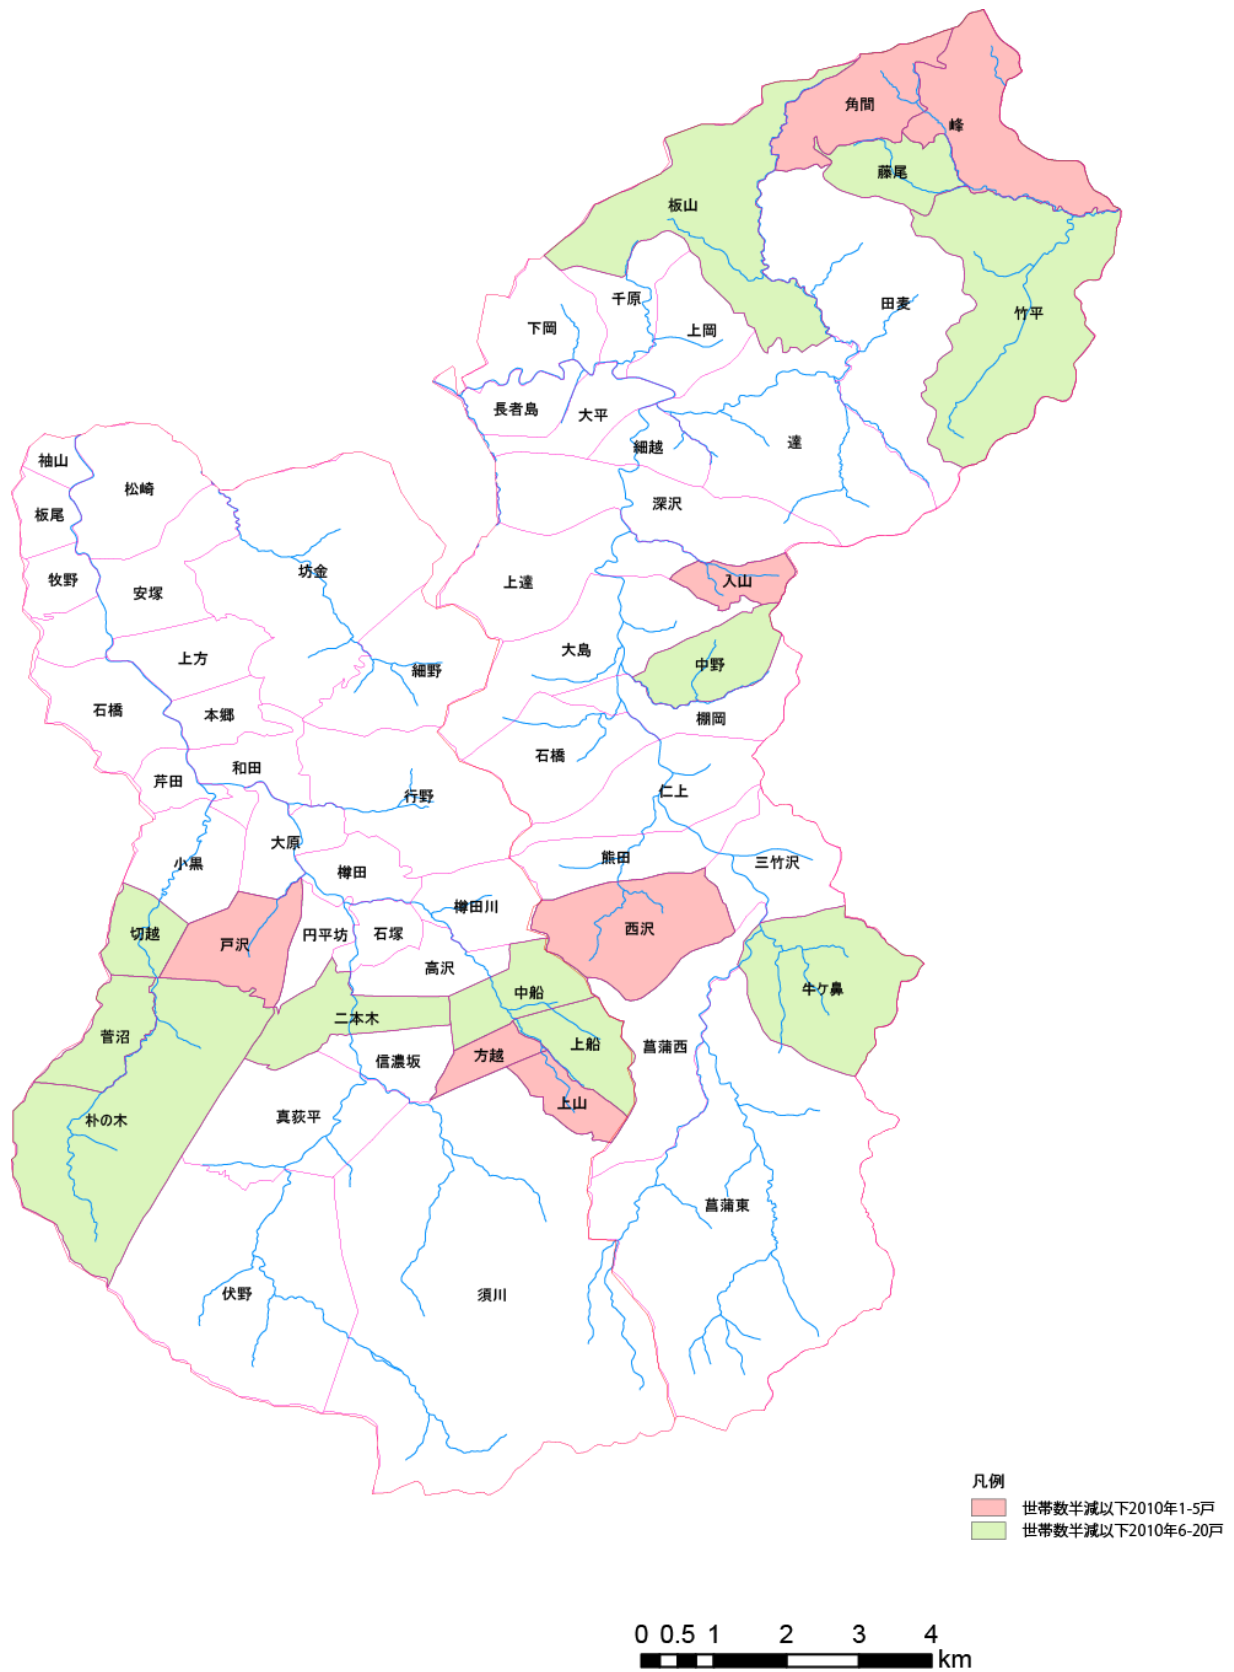 角間
峰
藤尾
板山
千原
田麦
竹平
下岡
上岡
長者島
大平
細越
達
袖山
松崎
板尾
深沢
坊金
牧野
安塚
上達
入山
上方
大島
中野
細野
石橋
本郷
棚岡
石橋
和田
芹田
行野
仁上
大原
小黒
樽田
熊田
三竹沢
樽田川
切越
戸沢
円平坊
石塚
西沢
高沢
中船
牛ケ鼻
菅沼
二本木
上船
菖蒲西
方越
信濃坂
上山
朴の木
真荻平
菖蒲東
伏野
須川
凡例
世帯数半減以下2010年1-5戸
世帯数半減以下2010年6-20戸
0 0.5 1 2 3 4
km